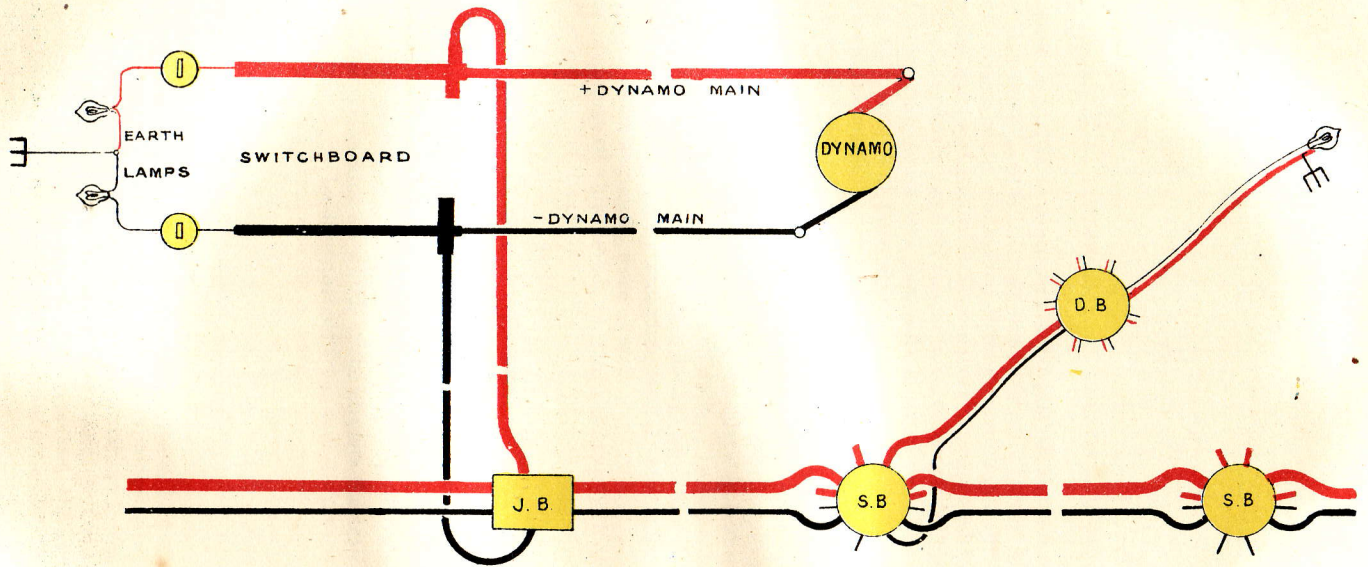 + DYNAMO MAIN
EARTH
LAMPS
SWITCHBOARD
DYNAMO
- DYNAMO MAIN
D. B
J. B.
S. B
S. B